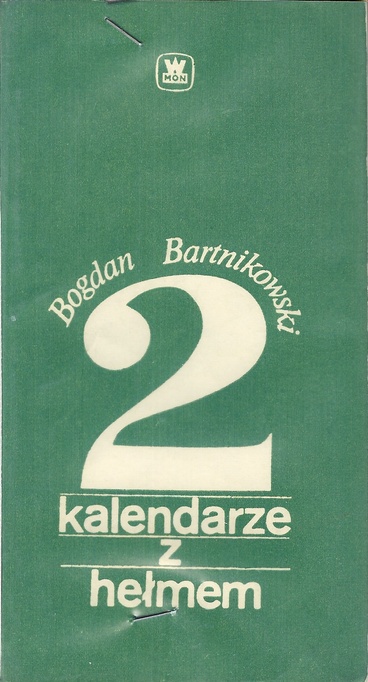 W
MON
Bogdan Bartnikowski
2
kalendarze
z
hełmem